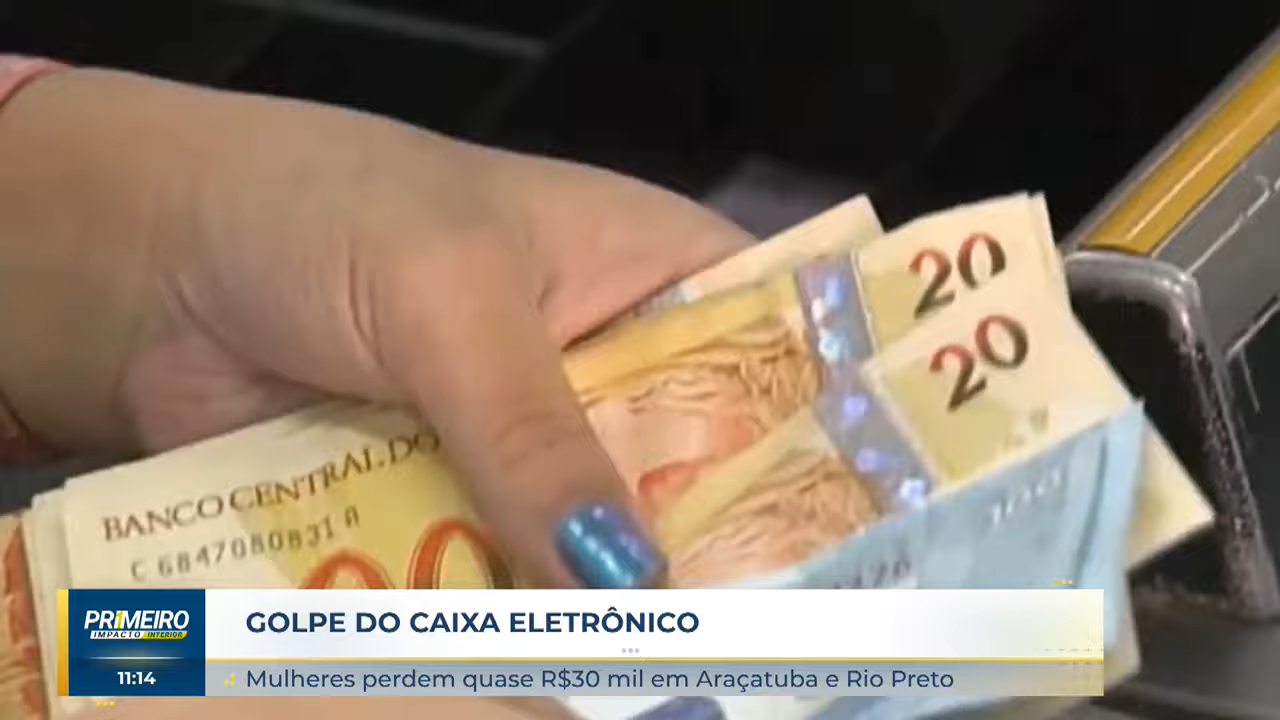 20
20
100
BANCO CENTRAL DO
C 6847080831 A
PRIMEIRO
IMPACTO INTERIOR
11:14
GOLPE DO CAIXA ELETRÔNICO
Mulheres perdem quase R$30 mil em Araçatuba e Rio Preto